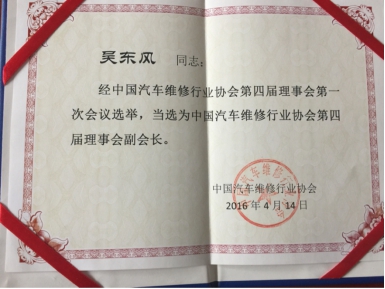 吴东风 同志:
经中国汽车维修行业协会第四届理事会第一
次会议选举，当选为中国汽车维修行业协会第四
届理事会副会长。
中国汽车维修行业协会
2016年4月14日